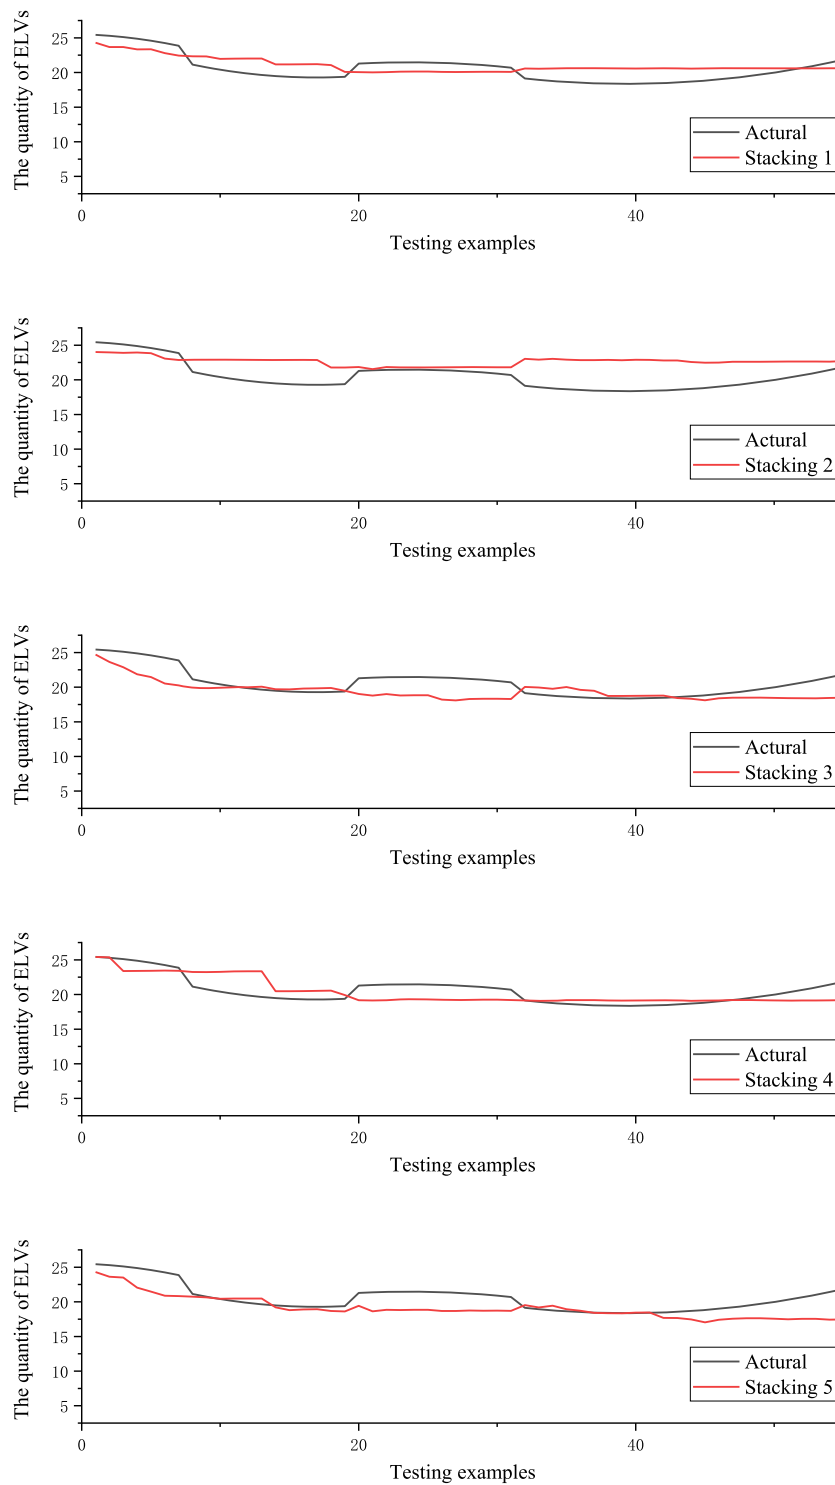 The quantity of ELVs
25
20
15
10
5
Actural
Stacking 1
0 20 40
Testing examples
The quantity of ELVs
25
20
15
10
5
Actural
Stacking 2
0 20 40
Testing examples
The quantity of ELVs
25
20
15
10
5
Actural
Stacking 3
0 20 40
Testing examples
The quantity of ELVs
25
20
15
10
5
Actural
Stacking 4
0 20 40
Testing examples
The quantity of ELVs
25
20
15
10
5
Actural
Stacking 5
0 20 40
Testing examples